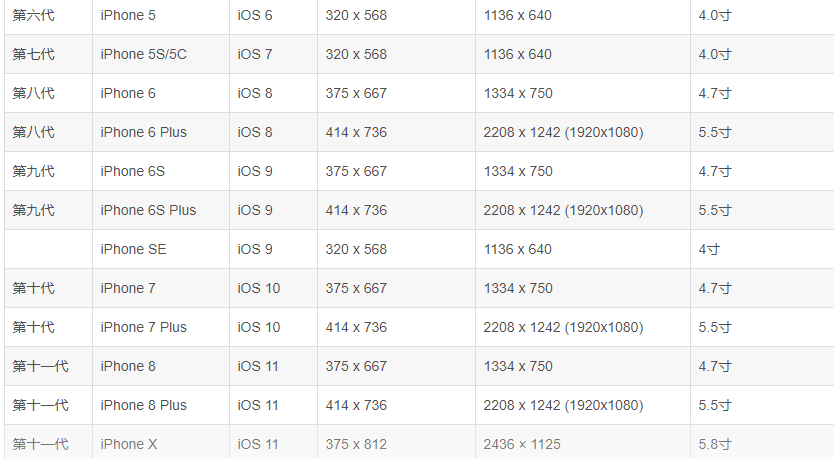 第六代 iPhone 5 iOS 6 320 x 568 1136 x 640 4.0寸
第七代 iPhone 5S/5C iOS 7 320 x 568 1136 x 640 4.0寸
第八代 iPhone 6 iOS 8 375 x 667 1334 x 750 4.7寸
第八代 iPhone 6 Plus iOS 8 414 x 736 2208 x 1242 (1920x1080) 5.5寸
第九代 iPhone 6S iOS 9 375 x 667 1334 x 750 4.7寸
第九代 iPhone 6S Plus iOS 9 414 x 736 2208 x 1242 (1920x1080) 5.5寸
iPhone SE iOS 9 320 x 568 1136 x 640 4寸
第十代 iPhone 7 iOS 10 375 x 667 1334 x 750 4.7寸
第十代 iPhone 7 Plus iOS 10 414 x 736 2208 x 1242 (1920x1080) 5.5寸
第十一代 iPhone 8 iOS 11 375 x 667 1334 x 750 4.7寸
第十一代 iPhone 8 Plus iOS 11 414 x 736 2208 x 1242 (1920x1080) 5.5寸
第十一代 iPhone X iOS 11 375 x 812 2436 × 1125 5.8寸